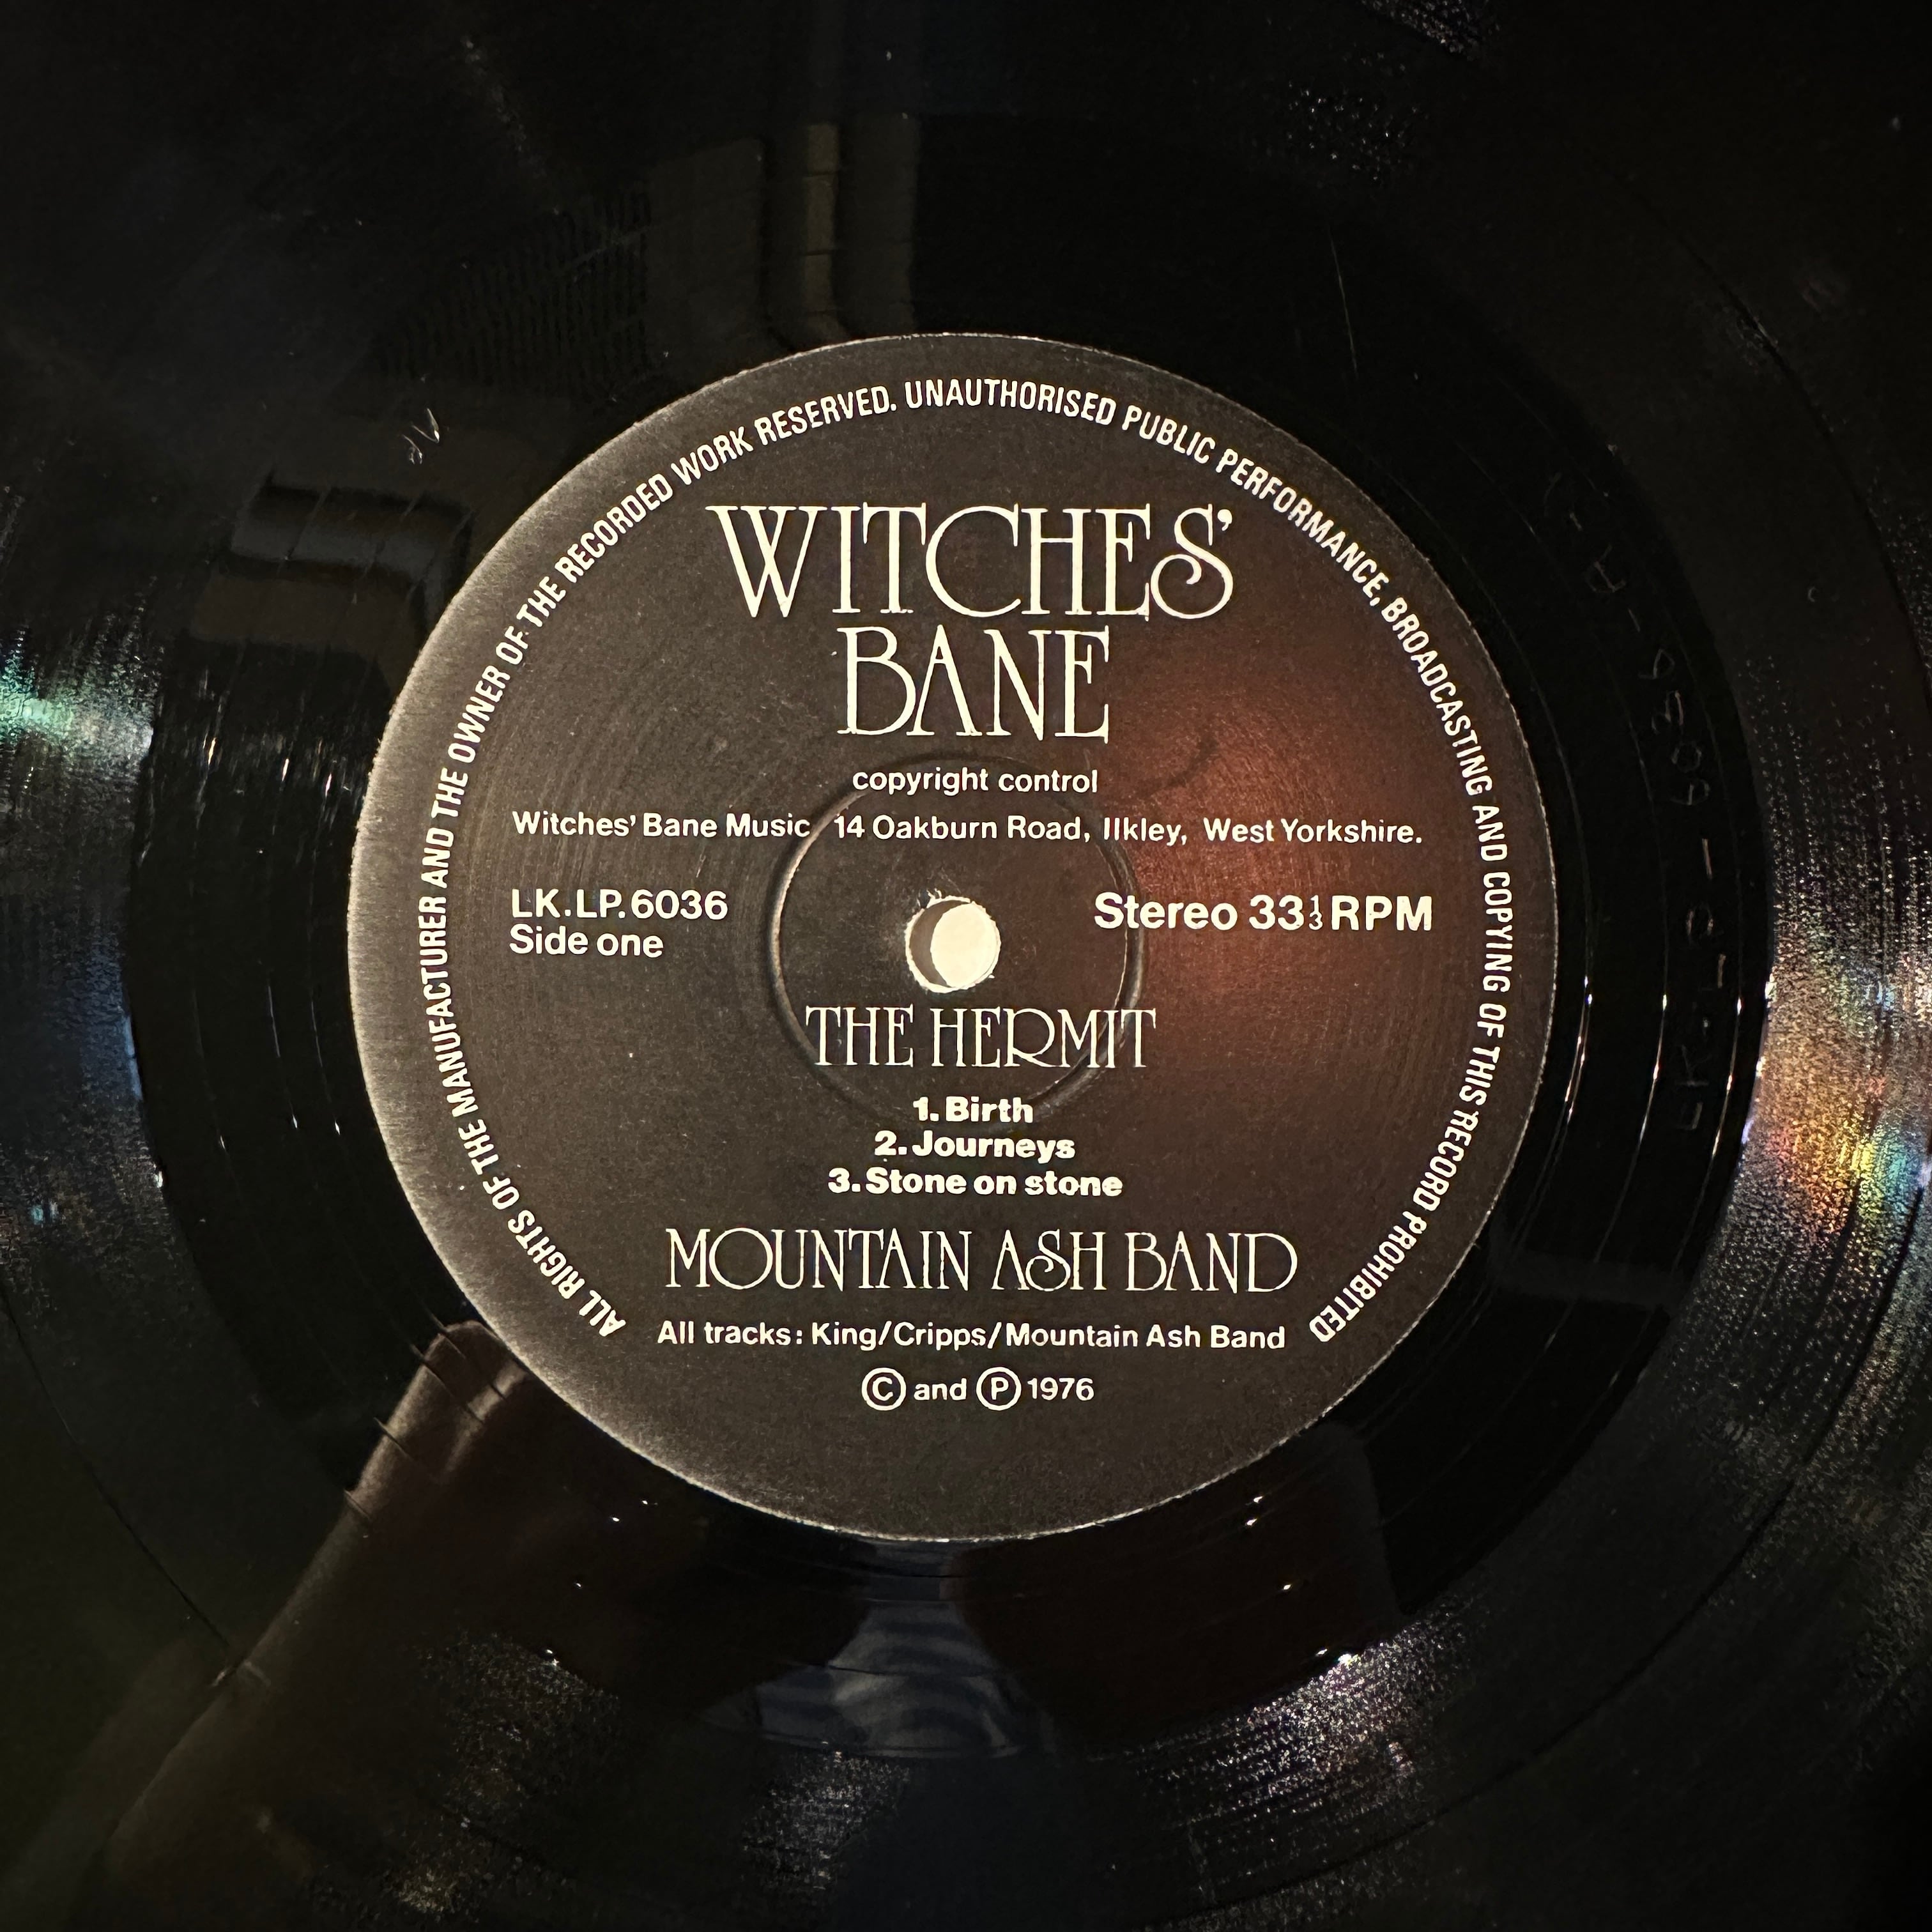 ALL RIGHTS OF THE MANUFACTURER AND THE OWNER OF THE RECORDED WORK RESERVED. UNAUTHORISED PUBLIC PERFORMANCE, BROADCASTING AND COPYING OF THIS RECORD PROHIBITED
WITCHES'
BANE
copyright control
Witches' Bane Music 14 Oakburn Road, Ilkley, West Yorkshire.
LK.LP.6036
Side one
Stereo 33⅓ RPM
THE HERMIT
1. Birth
2. Journeys
3. Stone on stone
MOUNTAIN ASH BAND
All tracks: King/Cripps/Mountain Ash Band
© and ℗ 1976